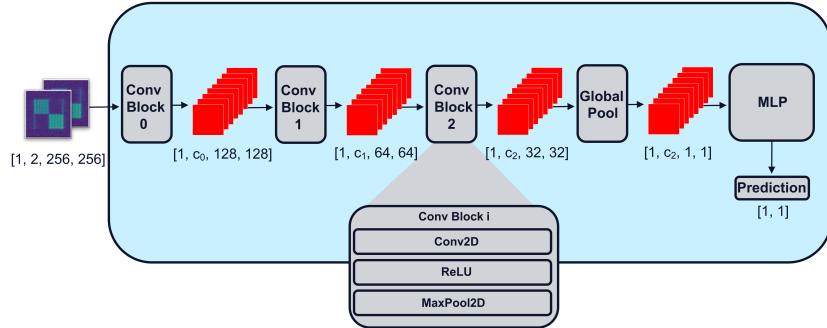 Conv
Block
0
Conv
Block
1
Conv
Block
2
Global
Pool
MLP
[1, 2, 256, 256]
[1, c₀, 128, 128]
[1, c₁, 64, 64]
[1, c₂, 32, 32]
[1, c₂, 1, 1]
Prediction
[1, 1]
Conv Block i
Conv2D
ReLU
MaxPool2D